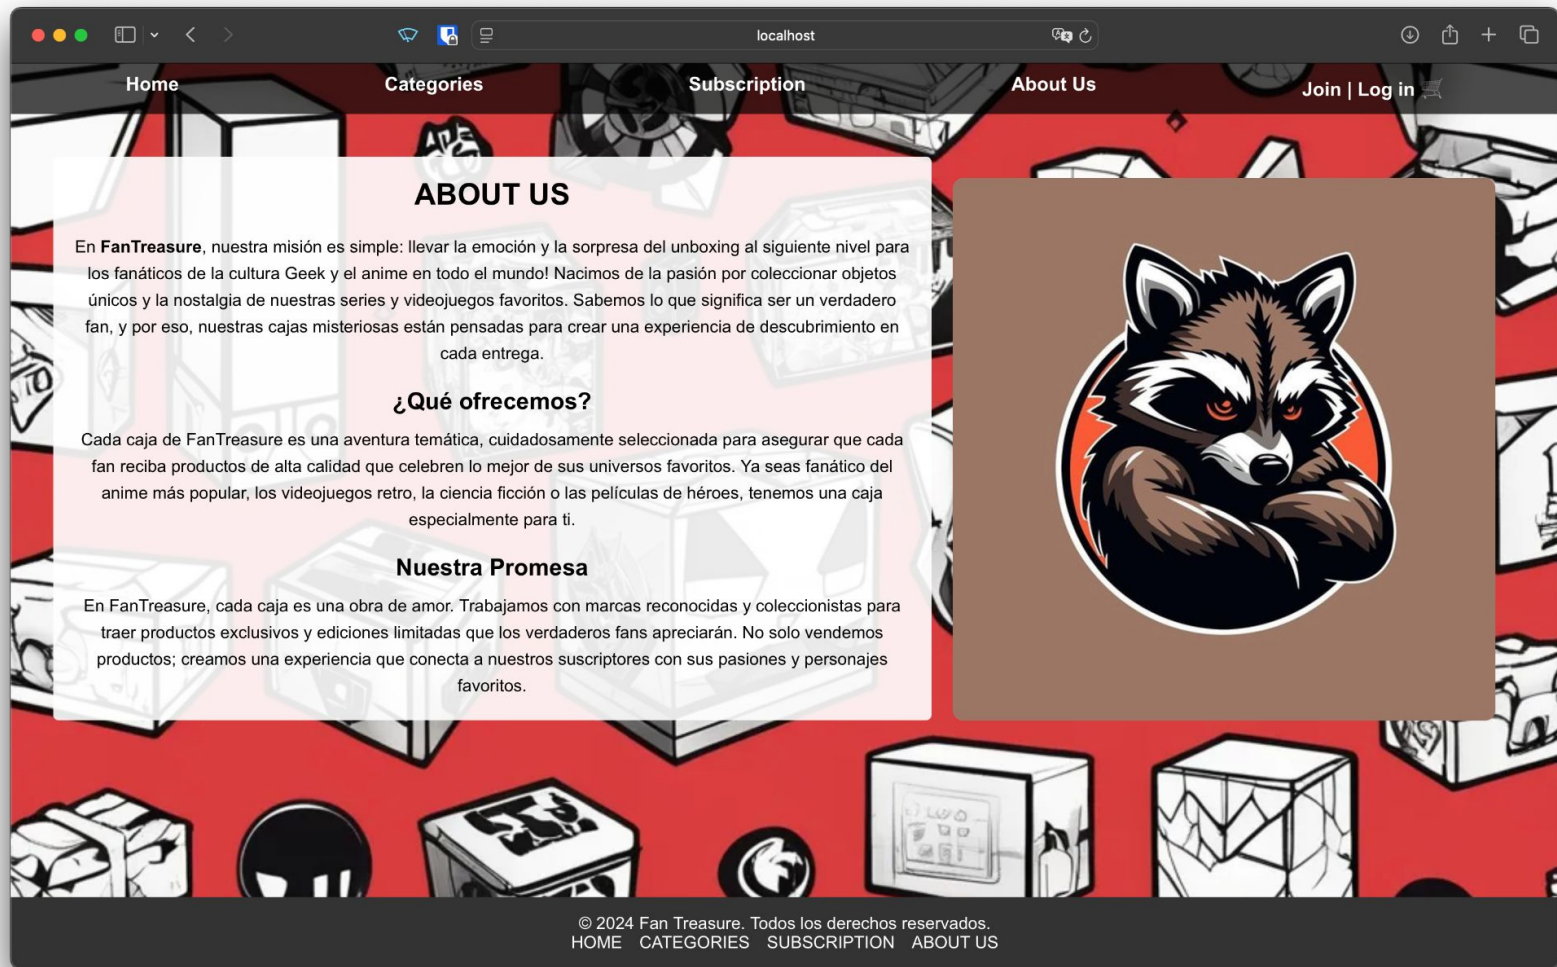 localhost
Home
Categories
Subscription
About Us
Join | Log in
ABOUT US
En FanTreasure, nuestra misión es simple: llevar la emoción y la sorpresa del unboxing al siguiente nivel para
los fanáticos de la cultura Geek y el anime en todo el mundo! Nacimos de la pasión por coleccionar objetos
únicos y la nostalgia de nuestras series y videojuegos favoritos. Sabemos lo que significa ser un verdadero
fan, y por eso, nuestras cajas misteriosas están pensadas para crear una experiencia de descubrimiento en
cada entrega.
¿Qué ofrecemos?
Cada caja de FanTreasure es una aventura temática, cuidadosamente seleccionada para asegurar que cada
fan reciba productos de alta calidad que celebren lo mejor de sus universos favoritos. Ya seas fanático del
anime más popular, los videojuegos retro, la ciencia ficción o las películas de héroes, tenemos una caja
especialmente para ti.
Nuestra Promesa
En FanTreasure, cada caja es una obra de amor. Trabajamos con marcas reconocidas y coleccionistas para
traer productos exclusivos y ediciones limitadas que los verdaderos fans apreciarán. No solo vendemos
productos; creamos una experiencia que conecta a nuestros suscriptores con sus pasiones y personajes
favoritos.
© 2024 Fan Treasure. Todos los derechos reservados.
HOME CATEGORIES SUBSCRIPTION ABOUT US